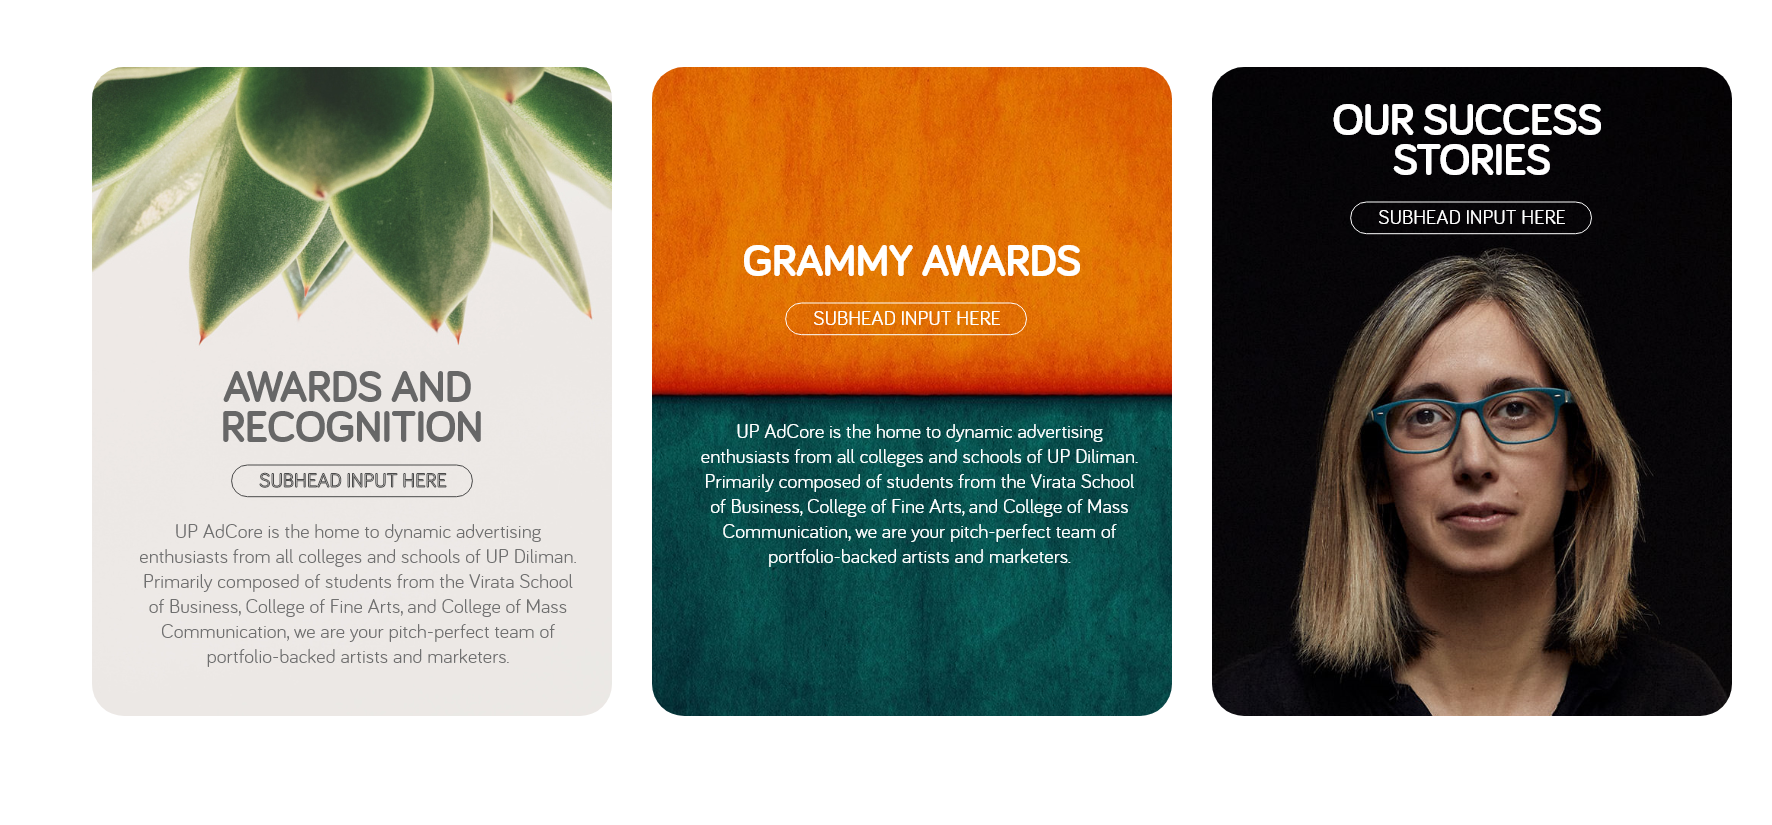 AWARDS AND
RECOGNITION
SUBHEAD INPUT HERE
UP AdCore is the home to dynamic advertising
enthusiasts from all colleges and schools of UP Diliman.
Primarily composed of students from the Virata School
of Business, College of Fine Arts, and College of Mass
Communication, we are your pitch-perfect team of
portfolio-backed artists and marketers.
GRAMMY AWARDS
SUBHEAD INPUT HERE
UP AdCore is the home to dynamic advertising
enthusiasts from all colleges and schools of UP Diliman.
Primarily composed of students from the Virata School
of Business, College of Fine Arts, and College of Mass
Communication, we are your pitch-perfect team of
portfolio-backed artists and marketers.
OUR SUCCESS
STORIES
SUBHEAD INPUT HERE